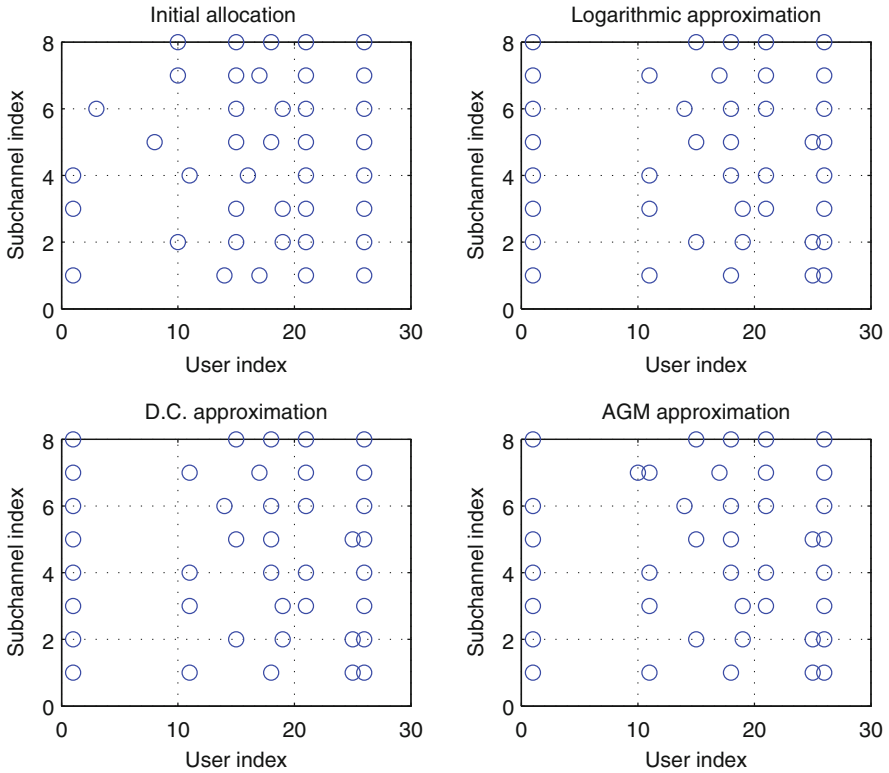 Initial allocation
Logarithmic approximation
8
6
4
2
0
Subchannel index
0 10 20 30
User index
8
6
4
2
0
Subchannel index
0 10 20 30
User index
D.C. approximation
AGM approximation
8
6
4
2
0
Subchannel index
0 10 20 30
User index
8
6
4
2
0
Subchannel index
0 10 20 30
User index